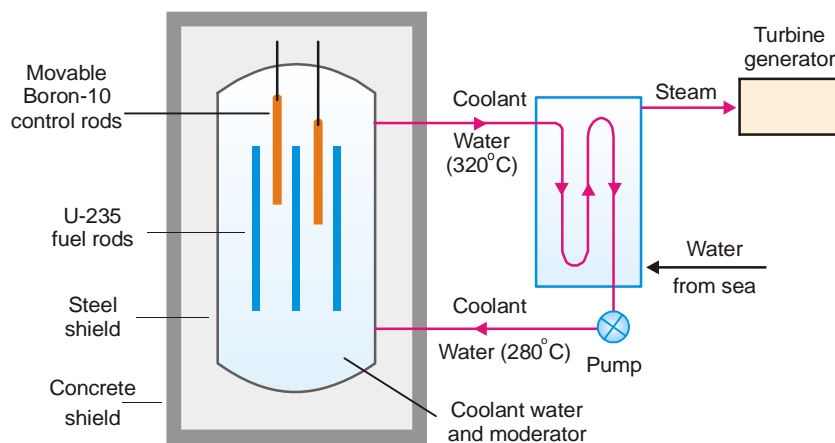 Movable
Boron-10
control rods
U-235
fuel rods
Steel
shield
Concrete
shield
Coolant
Water
(320°C)
Steam
Turbine
generator
Water
from sea
Coolant
Water (280°C)
Pump
Coolant water
and moderator